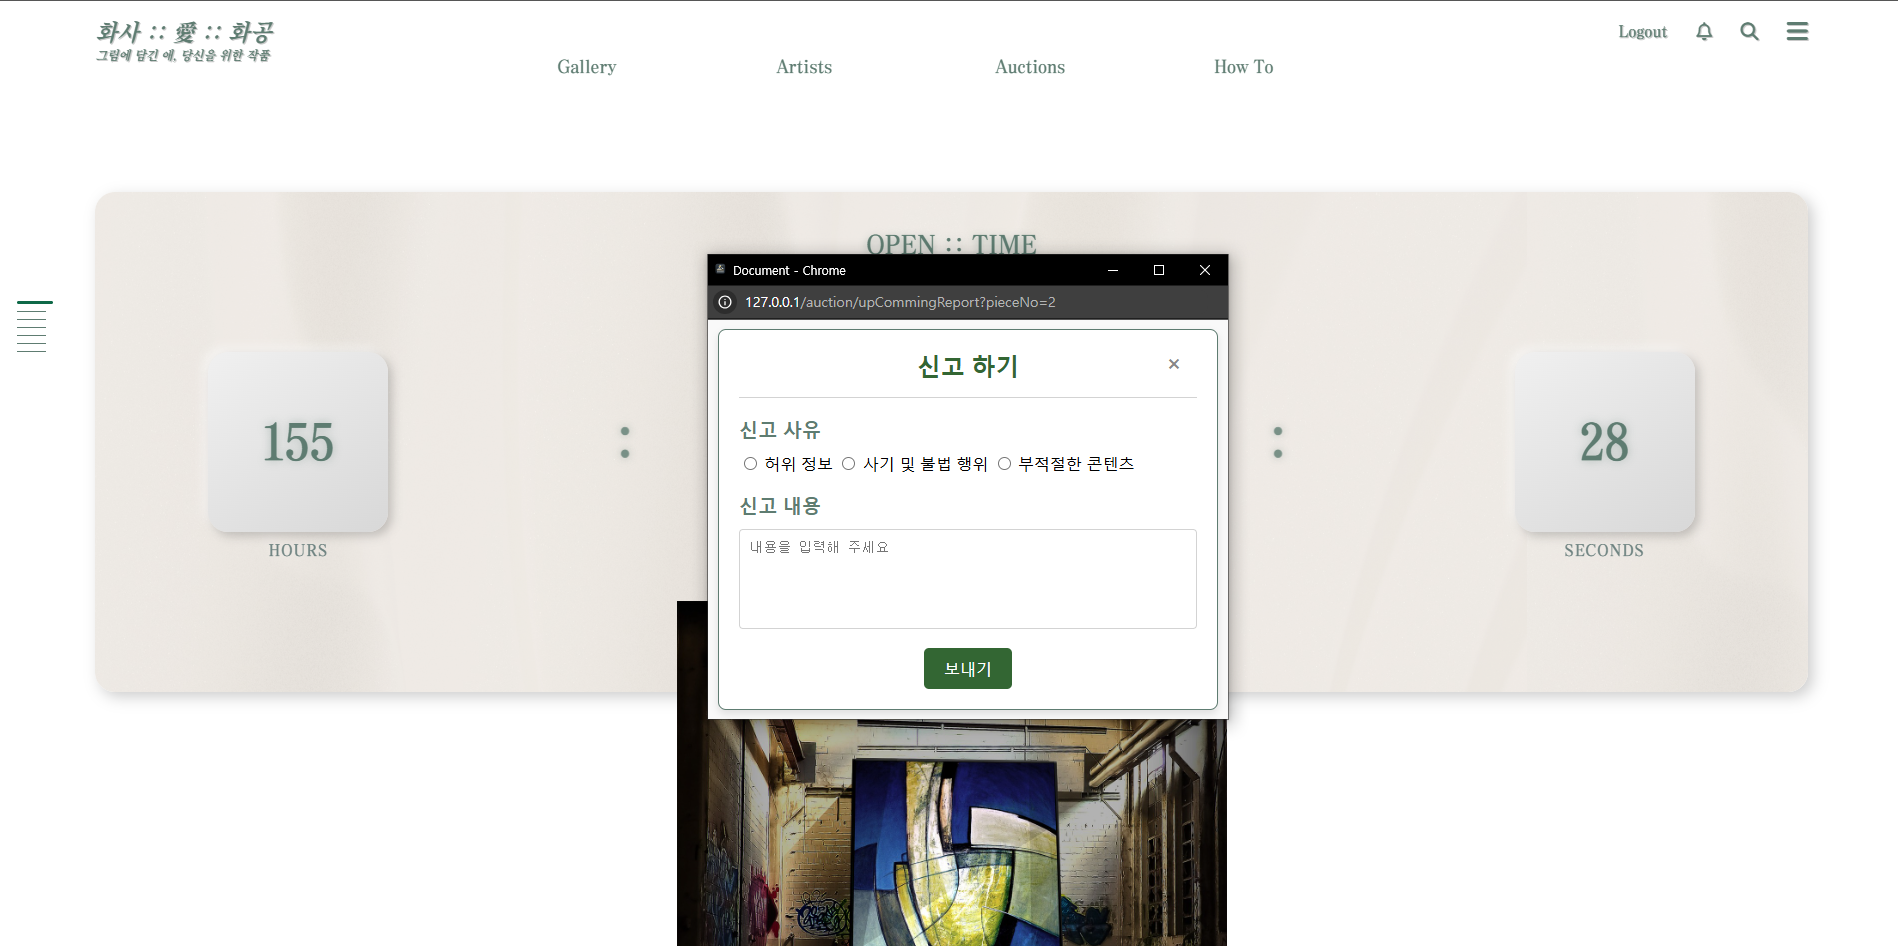 화사 :: 愛 :: 화공
그림에 담긴 애, 당신을 위한 작품
Logout
Gallery
Artists
Auctions
How To
OPEN :: TIME
Document - Chrome
127.0.0.1/auction/upCommingReport?pieceNo=2
신고 하기
×
신고 사유
허위 정보 사기 및 불법 행위 부적절한 콘텐츠
신고 내용
내용을 입력해 주세요
보내기
155
:
:
28
HOURS
SECONDS